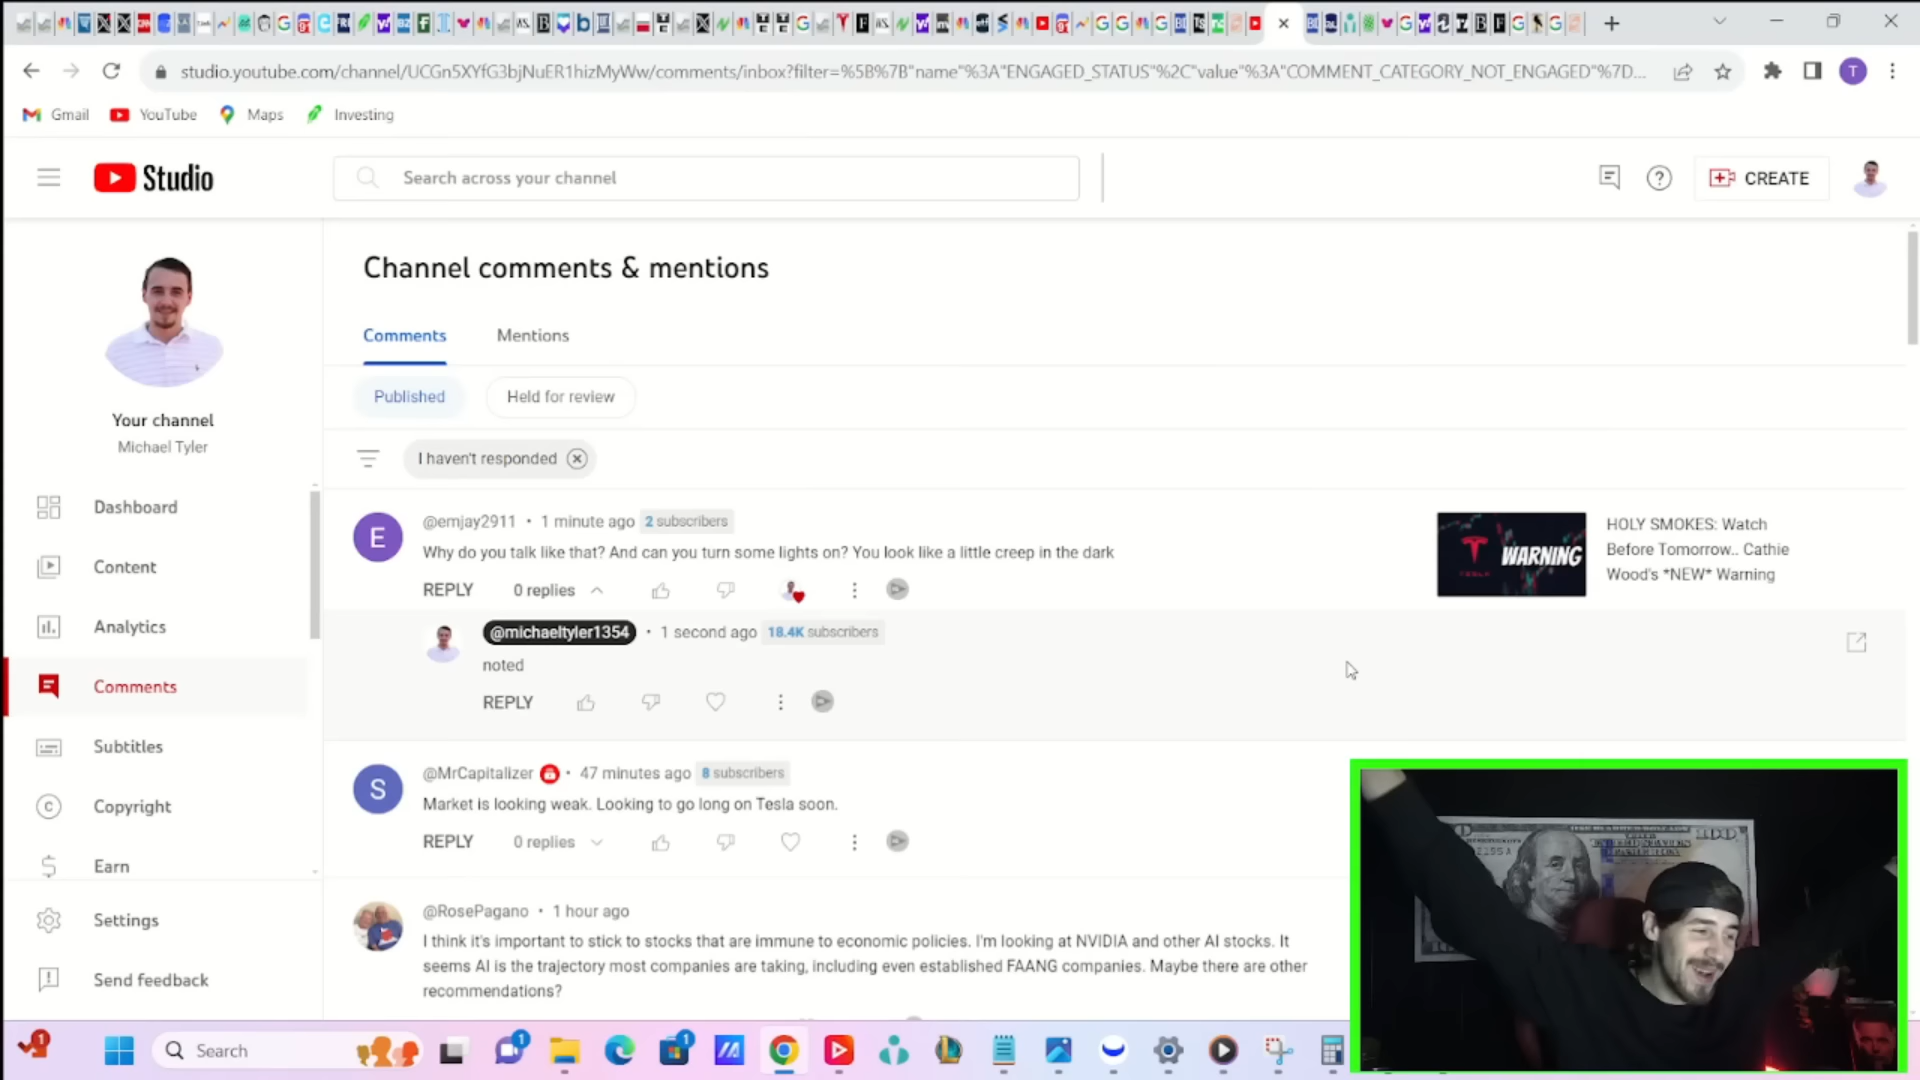 studio.youtube.com/channel/UCGn5XYfG3bjNuER1hizMyWw/comments/inbox?filter=%5B%7B"name"%3A"ENGAGED_STATUS"%2C"value"%3A"COMMENT_CATEGORY_NOT_ENGAGED"%7D...
T
Gmail YouTube Maps Investing
Studio
Search across your channel
CREATE
Channel comments & mentions
Comments Mentions
Published Held for review
I haven't responded
Your channel
Michael Tyler
Dashboard
Content
Analytics
Comments
Subtitles
Copyright
Earn
Settings
Send feedback
E
@emjay2911 • 1 minute ago 2 subscribers
Why do you talk like that? And can you turn some lights on? You look like a little creep in the dark
REPLY 0 replies
WARNING
HOLY SMOKES: Watch
Before Tomorrow.. Cathie
Wood's *NEW* Warning
@michaeltyler1354 • 1 second ago 18.4K subscribers
noted
REPLY
S
@MrCapitalizer • 47 minutes ago 8 subscribers
Market is looking weak. Looking to go long on Tesla soon.
REPLY 0 replies
@RosePagano • 1 hour ago
I think it's important to stick to stocks that are immune to economic policies. I'm looking at NVIDIA and other AI stocks. It
seems AI is the trajectory most companies are taking, including even established FAANG companies. Maybe there are other
recommendations?
1
Search
1
1